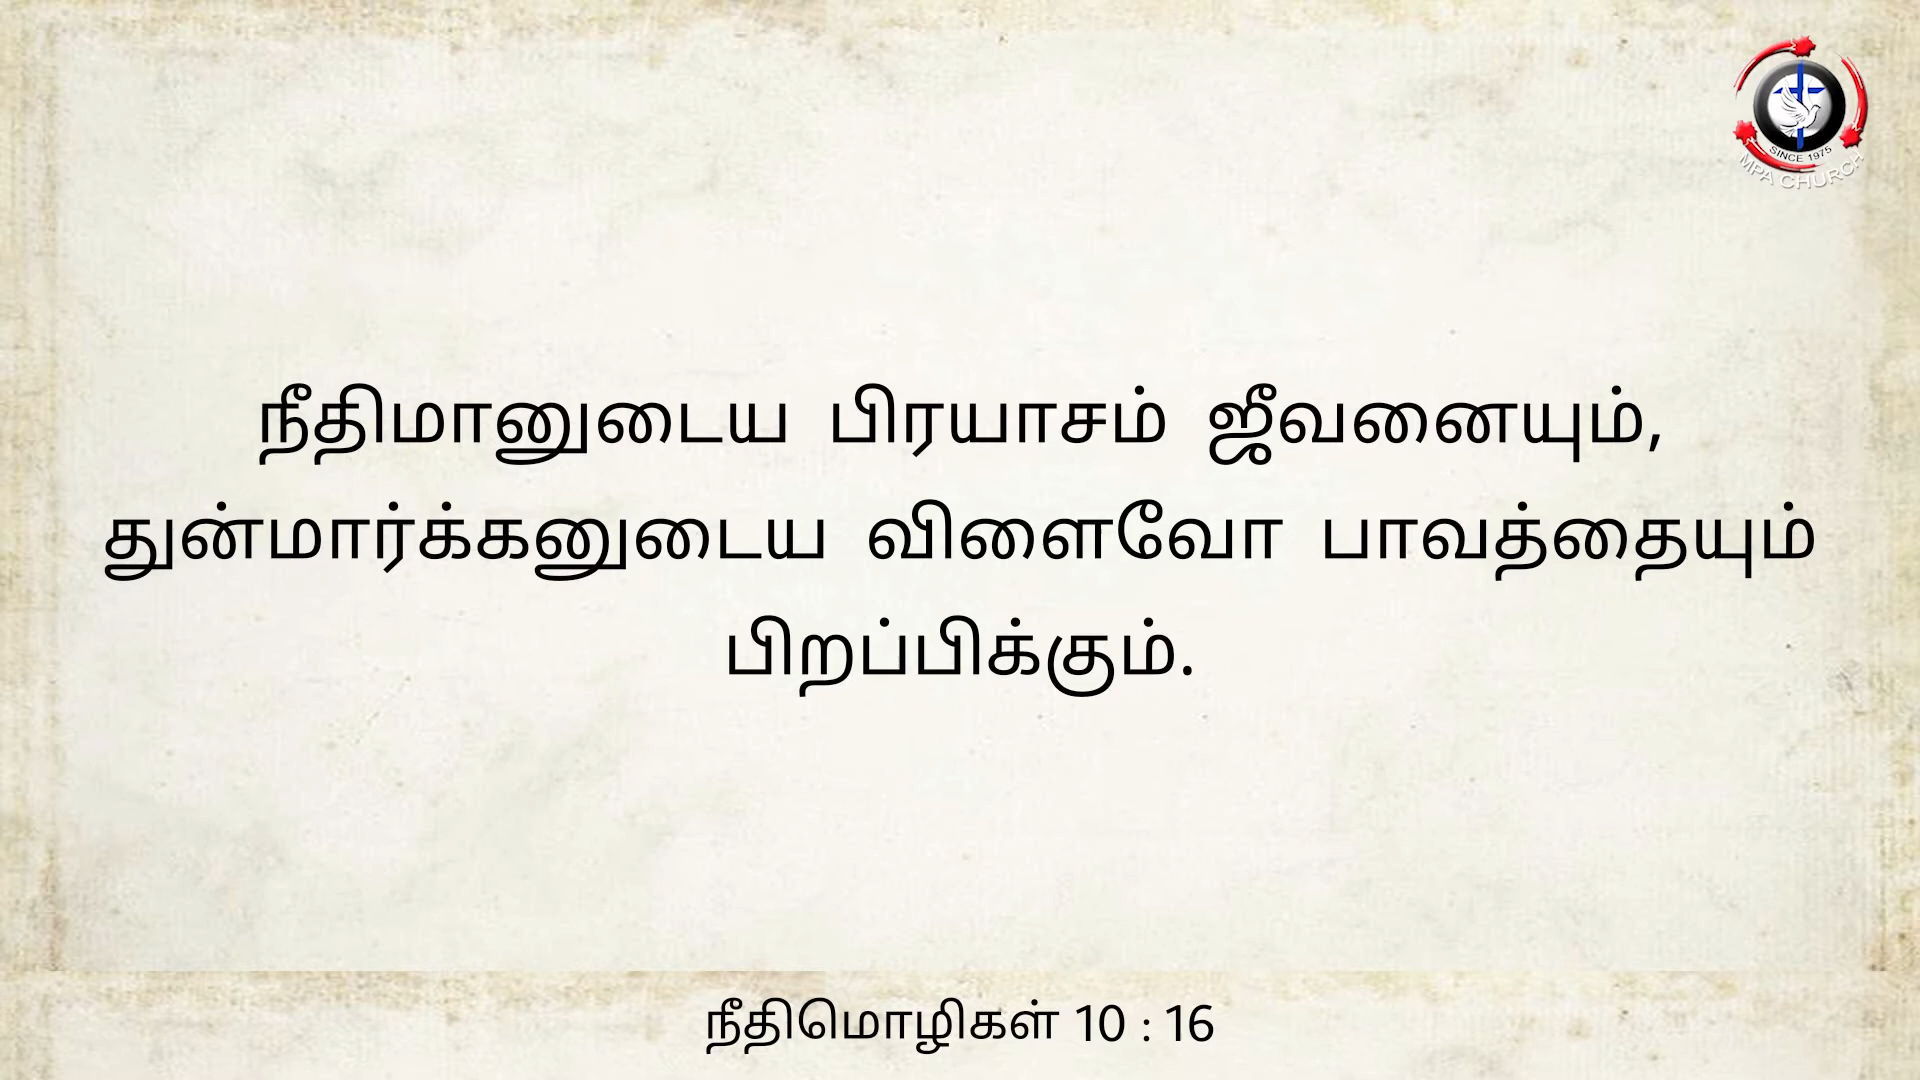 SINCE 1975
MPA CHURCH
நீதிமானுடைய பிரயாசம் ஜீவனையும்,
துன்மார்க்கனுடைய விளைவோ பாவத்தையும்
பிறப்பிக்கும்.
நீதிமொழிகள் 10 : 16